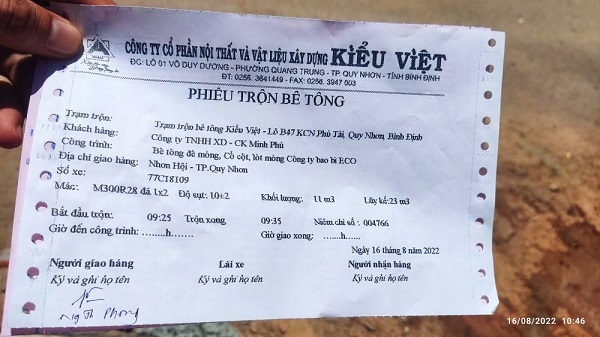 CÔNG TY CỔ PHẦN NỘI THẤT VÀ VẬT LIỆU XÂY DỰNG KIỂU VIỆT
ĐC: LÔ 01 VÕ DUY DƯƠNG - PHƯỜNG QUANG TRUNG - TP. QUY NHƠN - TỈNH BÌNH ĐỊNH
ĐT: 0256. 3641449 - FAX: 0256. 3947 003
PHIẾU TRỘN BÊ TÔNG
Trạm trộn: Trạm trộn bê tông Kiểu Việt - Lô B47 KCN Phú Tài, Quy Nhơn, Bình Định
Khách hàng: Công ty TNHH XD - CK Minh Phú
Công trình: Bê tông đế móng, Cổ cột, lót móng Công ty bao bì ECO
Địa chỉ giao hàng: Nhơn Hội - TP.Quy Nhơn
Số xe: 77C18109
Mác: M300R28 đá 1x2 Độ sụt: 10±2 Khối lượng: 11 m3 Lũy kế: 23 m3
Bắt đầu trộn: 09:25 Trộn xong: 09:35 Niêm chì số: 004766
Giờ đến công trình: ........h...... Giờ giao xong: ........h......
Ngày 16 tháng 8 năm 2022
Người giao hàng Lái xe Người nhận hàng
Ký và ghi họ tên Ký và ghi họ tên Ký và ghi họ tên
Ng Th Phong
16/08/2022 10:46